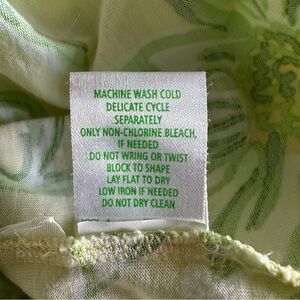 MACHINE WASH COLD
DELICATE CYCLE
SEPARATELY
ONLY NON-CHLORINE BLEACH,
IF NEEDED
DO NOT WRING OR TWIST
BLOCK TO SHAPE
LAY FLAT TO DRY
LOW IRON IF NEEDED
DO NOT DRY CLEAN